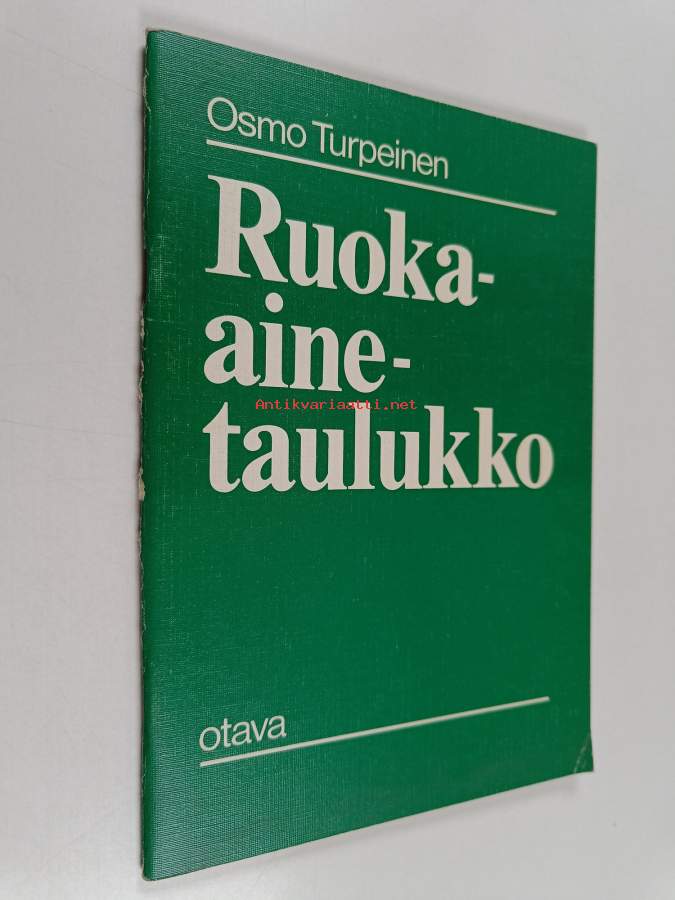 Osmo Turpeinen
Ruoka-
aine-
Antikvariaatti.net
taulukko
otava